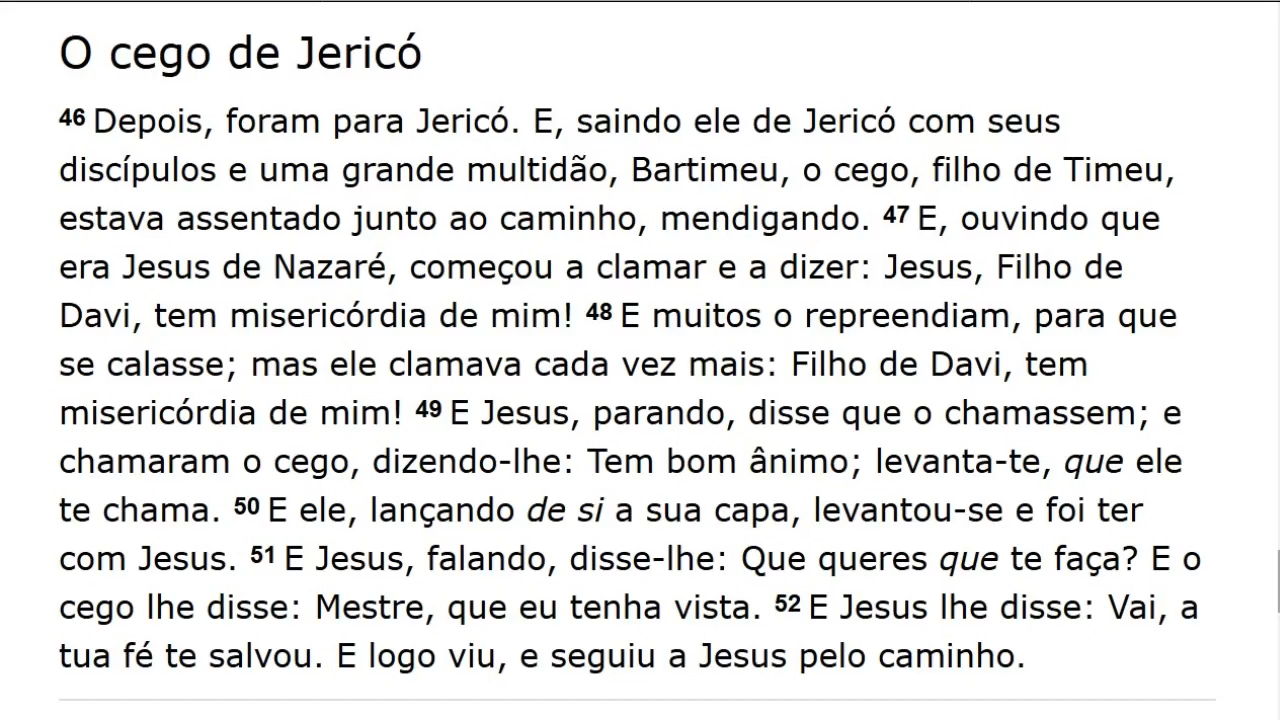 O cego de Jericó
46 Depois, foram para Jericó. E, saindo ele de Jericó com seus
discípulos e uma grande multidão, Bartimeu, o cego, filho de Timeu,
estava assentado junto ao caminho, mendigando. 47 E, ouvindo que
era Jesus de Nazaré, começou a clamar e a dizer: Jesus, Filho de
Davi, tem misericórdia de mim! 48 E muitos o repreendiam, para que
se calasse; mas ele clamava cada vez mais: Filho de Davi, tem
misericórdia de mim! 49 E Jesus, parando, disse que o chamassem; e
chamaram o cego, dizendo-lhe: Tem bom ânimo; levanta-te, que ele
te chama. 50 E ele, lançando de si a sua capa, levantou-se e foi ter
com Jesus. 51 E Jesus, falando, disse-lhe: Que queres que te faça? E o
cego lhe disse: Mestre, que eu tenha vista. 52 E Jesus lhe disse: Vai, a
tua fé te salvou. E logo viu, e seguiu a Jesus pelo caminho.